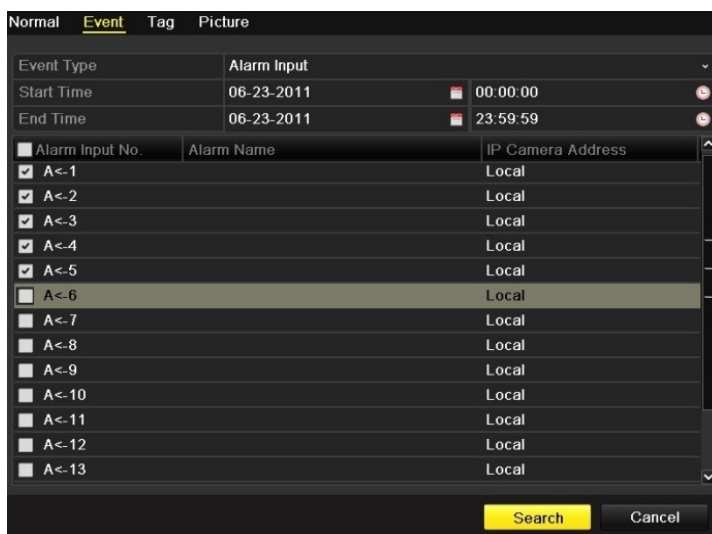 Normal Event Tag Picture
Event Type Alarm Input
Start Time 06-23-2011 00:00:00
End Time 06-23-2011 23:59:59
Alarm Input No. Alarm Name IP Camera Address
A<-1 Local
A<-2 Local
A<-3 Local
A<-4 Local
A<-5 Local
A<-6 Local
A<-7 Local
A<-8 Local
A<-9 Local
A<-10 Local
A<-11 Local
A<-12 Local
A<-13 Local
Search Cancel